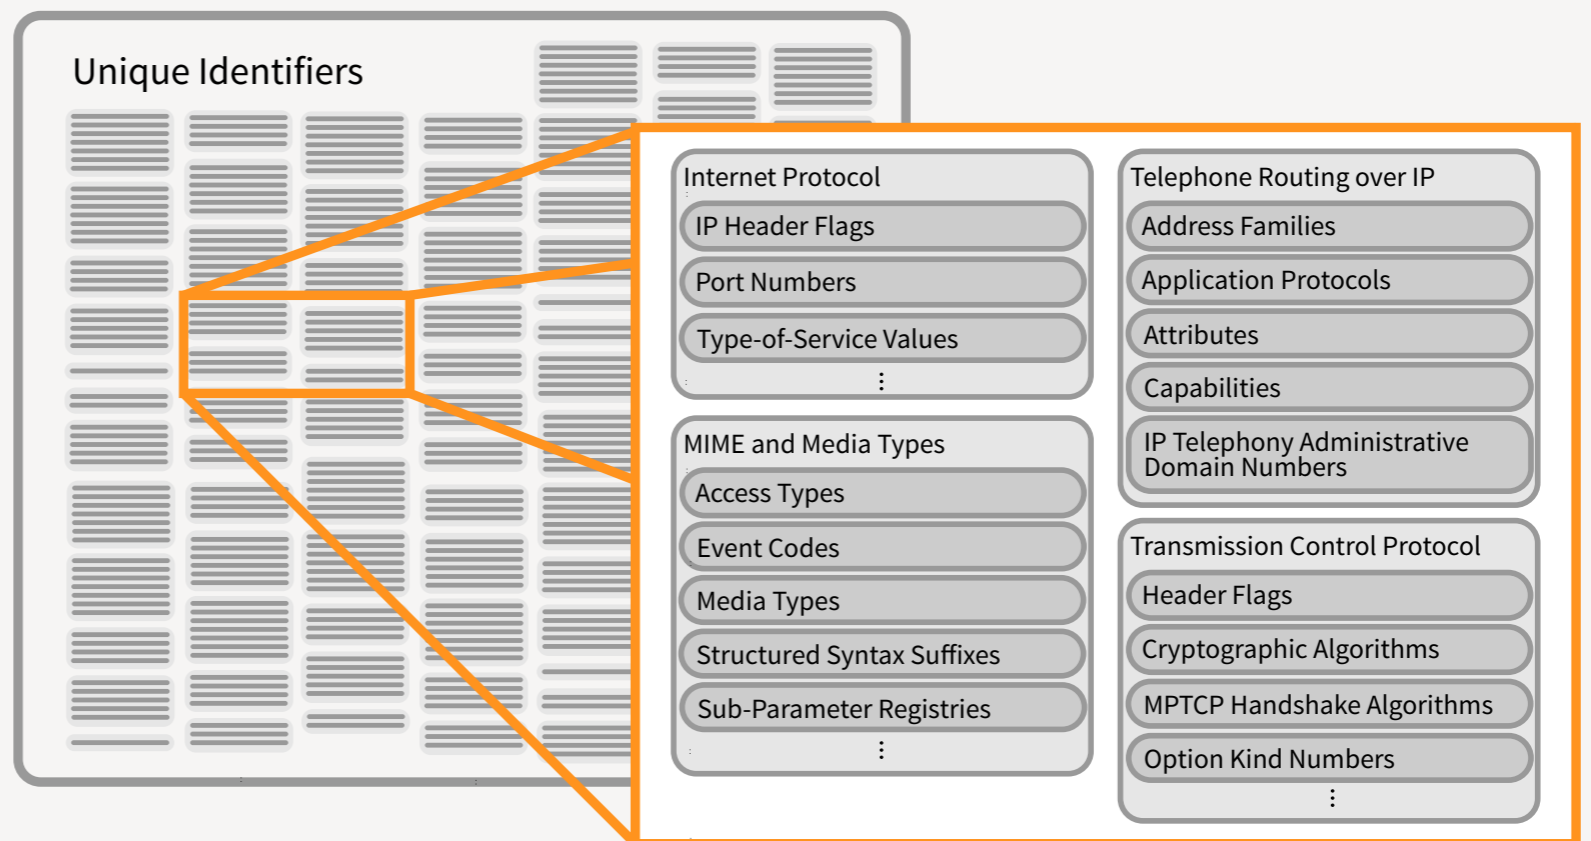 Unique Identifiers
Internet Protocol
IP Header Flags
Port Numbers
Type-of-Service Values
⋮
MIME and Media Types
Access Types
Event Codes
Media Types
Structured Syntax Suffixes
Sub-Parameter Registries
⋮
Telephone Routing over IP
Address Families
Application Protocols
Attributes
Capabilities
IP Telephony Administrative
Domain Numbers
Transmission Control Protocol
Header Flags
Cryptographic Algorithms
MPTCP Handshake Algorithms
Option Kind Numbers
⋮